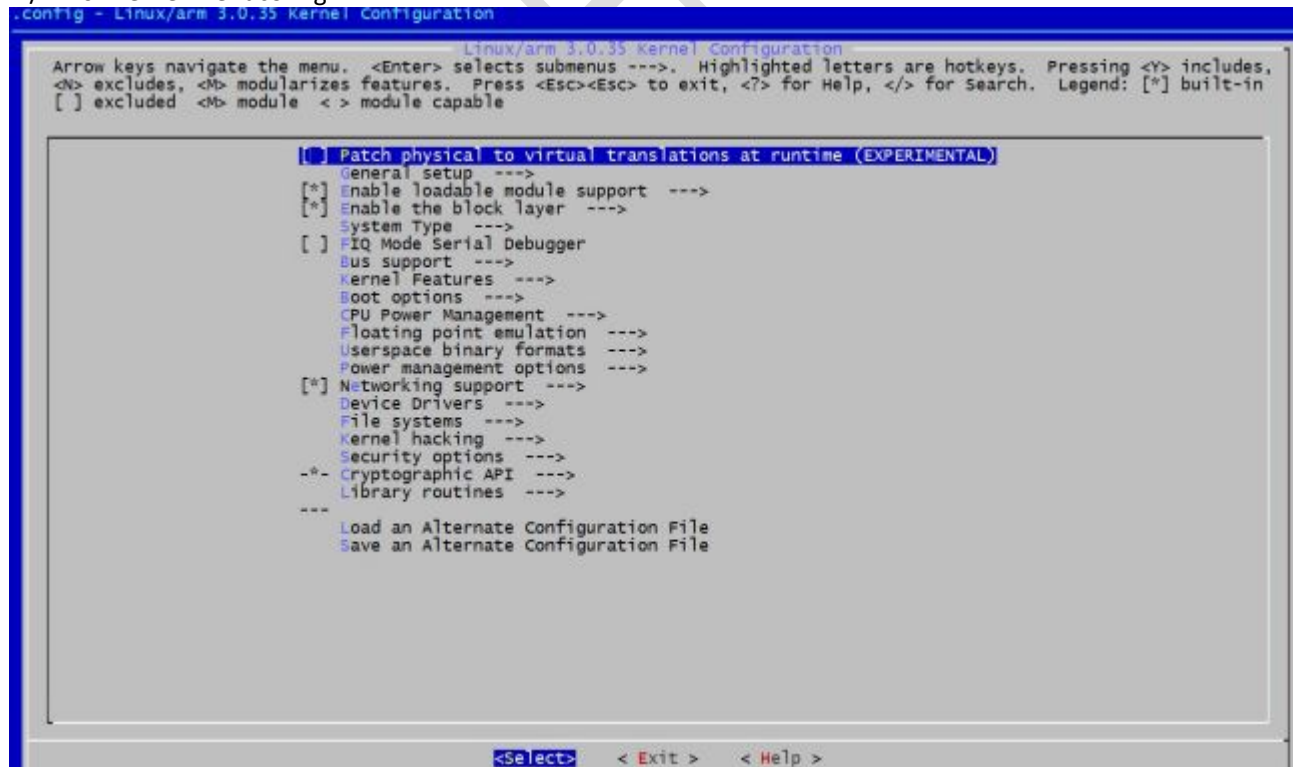 .config - Linux/arm 3.0.35 Kernel Configuration
Linux/arm 3.0.35 Kernel Configuration
Arrow keys navigate the menu.  <Enter> selects submenus --->.  Highlighted letters are hotkeys.  Pressing <Y> includes,
<N> excludes, <M> modularizes features.  Press <Esc><Esc> to exit, <?> for Help, </> for Search.  Legend: [*] built-in
[ ] excluded  <M> module  < > module capable
[ ] Patch physical to virtual translations at runtime (EXPERIMENTAL)
General setup  --->
[*] Enable loadable module support  --->
[*] Enable the block layer  --->
System Type  --->
[ ] FIQ Mode Serial Debugger
Bus support  --->
Kernel Features  --->
Boot options  --->
CPU Power Management  --->
Floating point emulation  --->
Userspace binary formats  --->
Power management options  --->
[*] Networking support  --->
Device Drivers  --->
File systems  --->
Kernel hacking  --->
Security options  --->
-*- Cryptographic API  --->
Library routines  --->
---
Load an Alternate Configuration File
Save an Alternate Configuration File
<Select>    < Exit >    < Help >